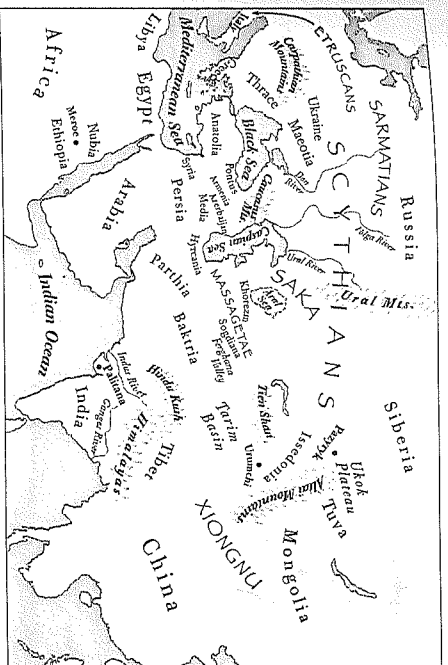 Italy
ETRUSCANS
SARMATIANS
Russia
Siberia
Carpathian
Mountains
Thrace
Ukraine
Maeotia
Don
River
Volga River
SCYTHIANS
Ural Mts.
Ural River
Greece
Black Sea
Caucasus Mts.
Caspian
Sea
SAKA
Aral
Sea
Pazyryk
Ukok
Plateau
Tuva
Altai Mountains
Mongolia
Issedonia
Tien Shan
Urumchi
XIONGNU
Mediterranean Sea
Anatolia
Pontus
Armenia
Azerbaijan
Media
Hyrcania
MASSAGETAE
Khorezm
Sogdiana
Ferghana
Valley
Tarim
Basin
Libya
Egypt
Syria
Persia
Parthia
Baktria
Hindu Kush
Himalayas
Tibet
China
Africa
Nubia
Meroe
Ethiopia
Arabia
Indus River
Palitana
India
Ganges River
Indian Ocean